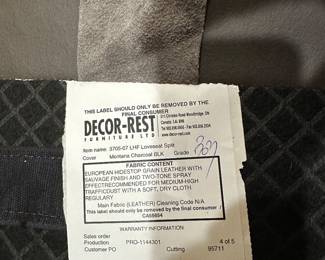 THIS LABEL SHOULD ONLY BE REMOVED BY THE
FINAL CONSUMER
DECOR-REST
FURNITURE LTD
Item name: 3705-07 LHF Loveseat Split
Cover Montana Charcoal BLK Grade
FABRIC CONTENT
EUROPEAN HIDESTOP GRAIN LEATHER WITH
SAUVAGE FINISH AND TWO-TONE SPRAY
EFFECTRECOMMENDED FOR MEDIUM-HIGH
TRAFFICDUST WITH A SOFT, DRY CLOTH
REGULARY
Main Fabric (LEATHER) Cleaning Code N/A
This label should only be removed by the final consumer /
WARRANTY INFORMATION
Sales order
Production PRO-1144301 4 of 5
Customer PO Cutting 95711